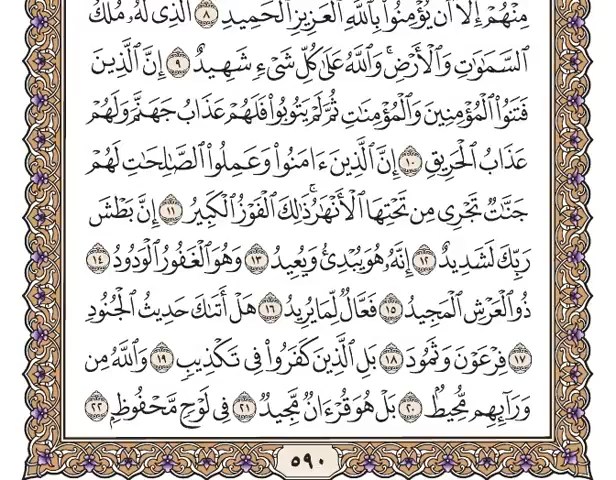 مِنْهُمْ إِلَّآ أَن يُؤْمِنُوا۟ بِٱللَّهِ ٱلْعَزِيزِ ٱلْحَمِيدِ ٨ ٱلَّذِى لَهُۥ مُلْكُ
ٱلسَّمَـٰوَٰتِ وَٱلْأَرْضِ ۚ وَٱللَّهُ عَلَىٰ كُلِّ شَىْءٍ شَهِيدٌ ٩ إِنَّ ٱلَّذِينَ
فَتَنُوا۟ ٱلْمُؤْمِنِينَ وَٱلْمُؤْمِنَـٰتِ ثُمَّ لَمْ يَتُوبُوا۟ فَلَهُمْ عَذَابُ جَهَنَّمَ وَلَهُمْ
عَذَابُ ٱلْحَرِيقِ ١٠ إِنَّ ٱلَّذِينَ ءَامَنُوا۟ وَعَمِلُوا۟ ٱلصَّـٰلِحَـٰتِ لَهُمْ
جَنَّـٰتٌ تَجْرِى مِن تَحْتِهَا ٱلْأَنْهَـٰرُ ۚ ذَٰلِكَ ٱلْفَوْزُ ٱلْكَبِيرُ ١١ إِنَّ بَطْشَ
رَبِّكَ لَشَدِيدٌ ١٢ إِنَّهُۥ هُوَ يُبْدِئُ وَيُعِيدُ ١٣ وَهُوَ ٱلْغَفُورُ ٱلْوَدُودُ ١٤
ذُو ٱلْعَرْشِ ٱلْمَجِيدُ ١٥ فَعَّالٌ لِّمَا يُرِيدُ ١٦ هَلْ أَتَىٰكَ حَدِيثُ ٱلْجُنُودِ
١٧ فِرْعَوْنَ وَثَمُودَ ١٨ بَلِ ٱلَّذِينَ كَفَرُوا۟ فِى تَكْذِيبٍ ١٩ وَٱللَّهُ مِن
وَرَآئِهِم مُّحِيطٌۢ ٢٠ بَلْ هُوَ قُرْءَانٌ مَّجِيدٌ ٢١ فِى لَوْحٍ مَّحْفُوظٍۭ ٢٢
٥٩٠